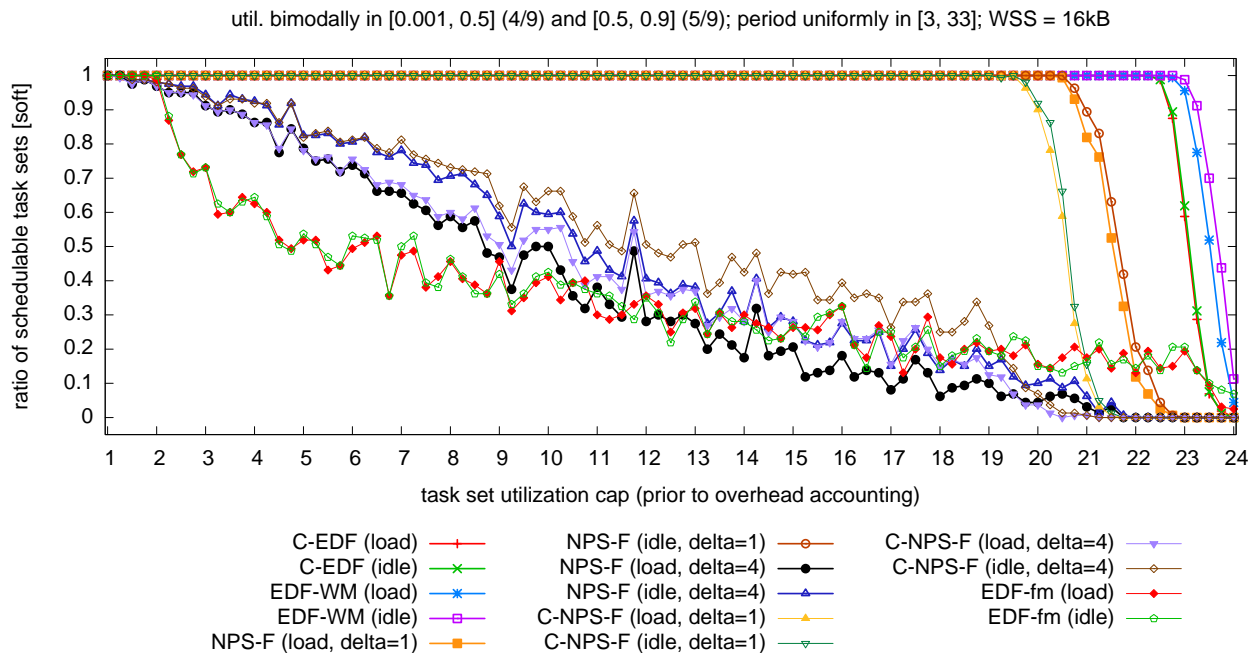 util. bimodally in [0.001, 0.5] (4/9) and [0.5, 0.9] (5/9); period uniformly in [3, 33]; WSS = 16kB
ratio of schedulable task sets [soft]
1
0.9
0.8
0.7
0.6
0.5
0.4
0.3
0.2
0.1
0
1 2 3 4 5 6 7 8 9 10 11 12 13 14 15 16 17 18 19 20 21 22 23 24
task set utilization cap (prior to overhead accounting)
C-EDF (load)
C-EDF (idle)
EDF-WM (load)
EDF-WM (idle)
NPS-F (load, delta=1)
NPS-F (idle, delta=1)
NPS-F (load, delta=4)
NPS-F (idle, delta=4)
C-NPS-F (load, delta=1)
C-NPS-F (idle, delta=1)
C-NPS-F (load, delta=4)
C-NPS-F (idle, delta=4)
EDF-fm (load)
EDF-fm (idle)